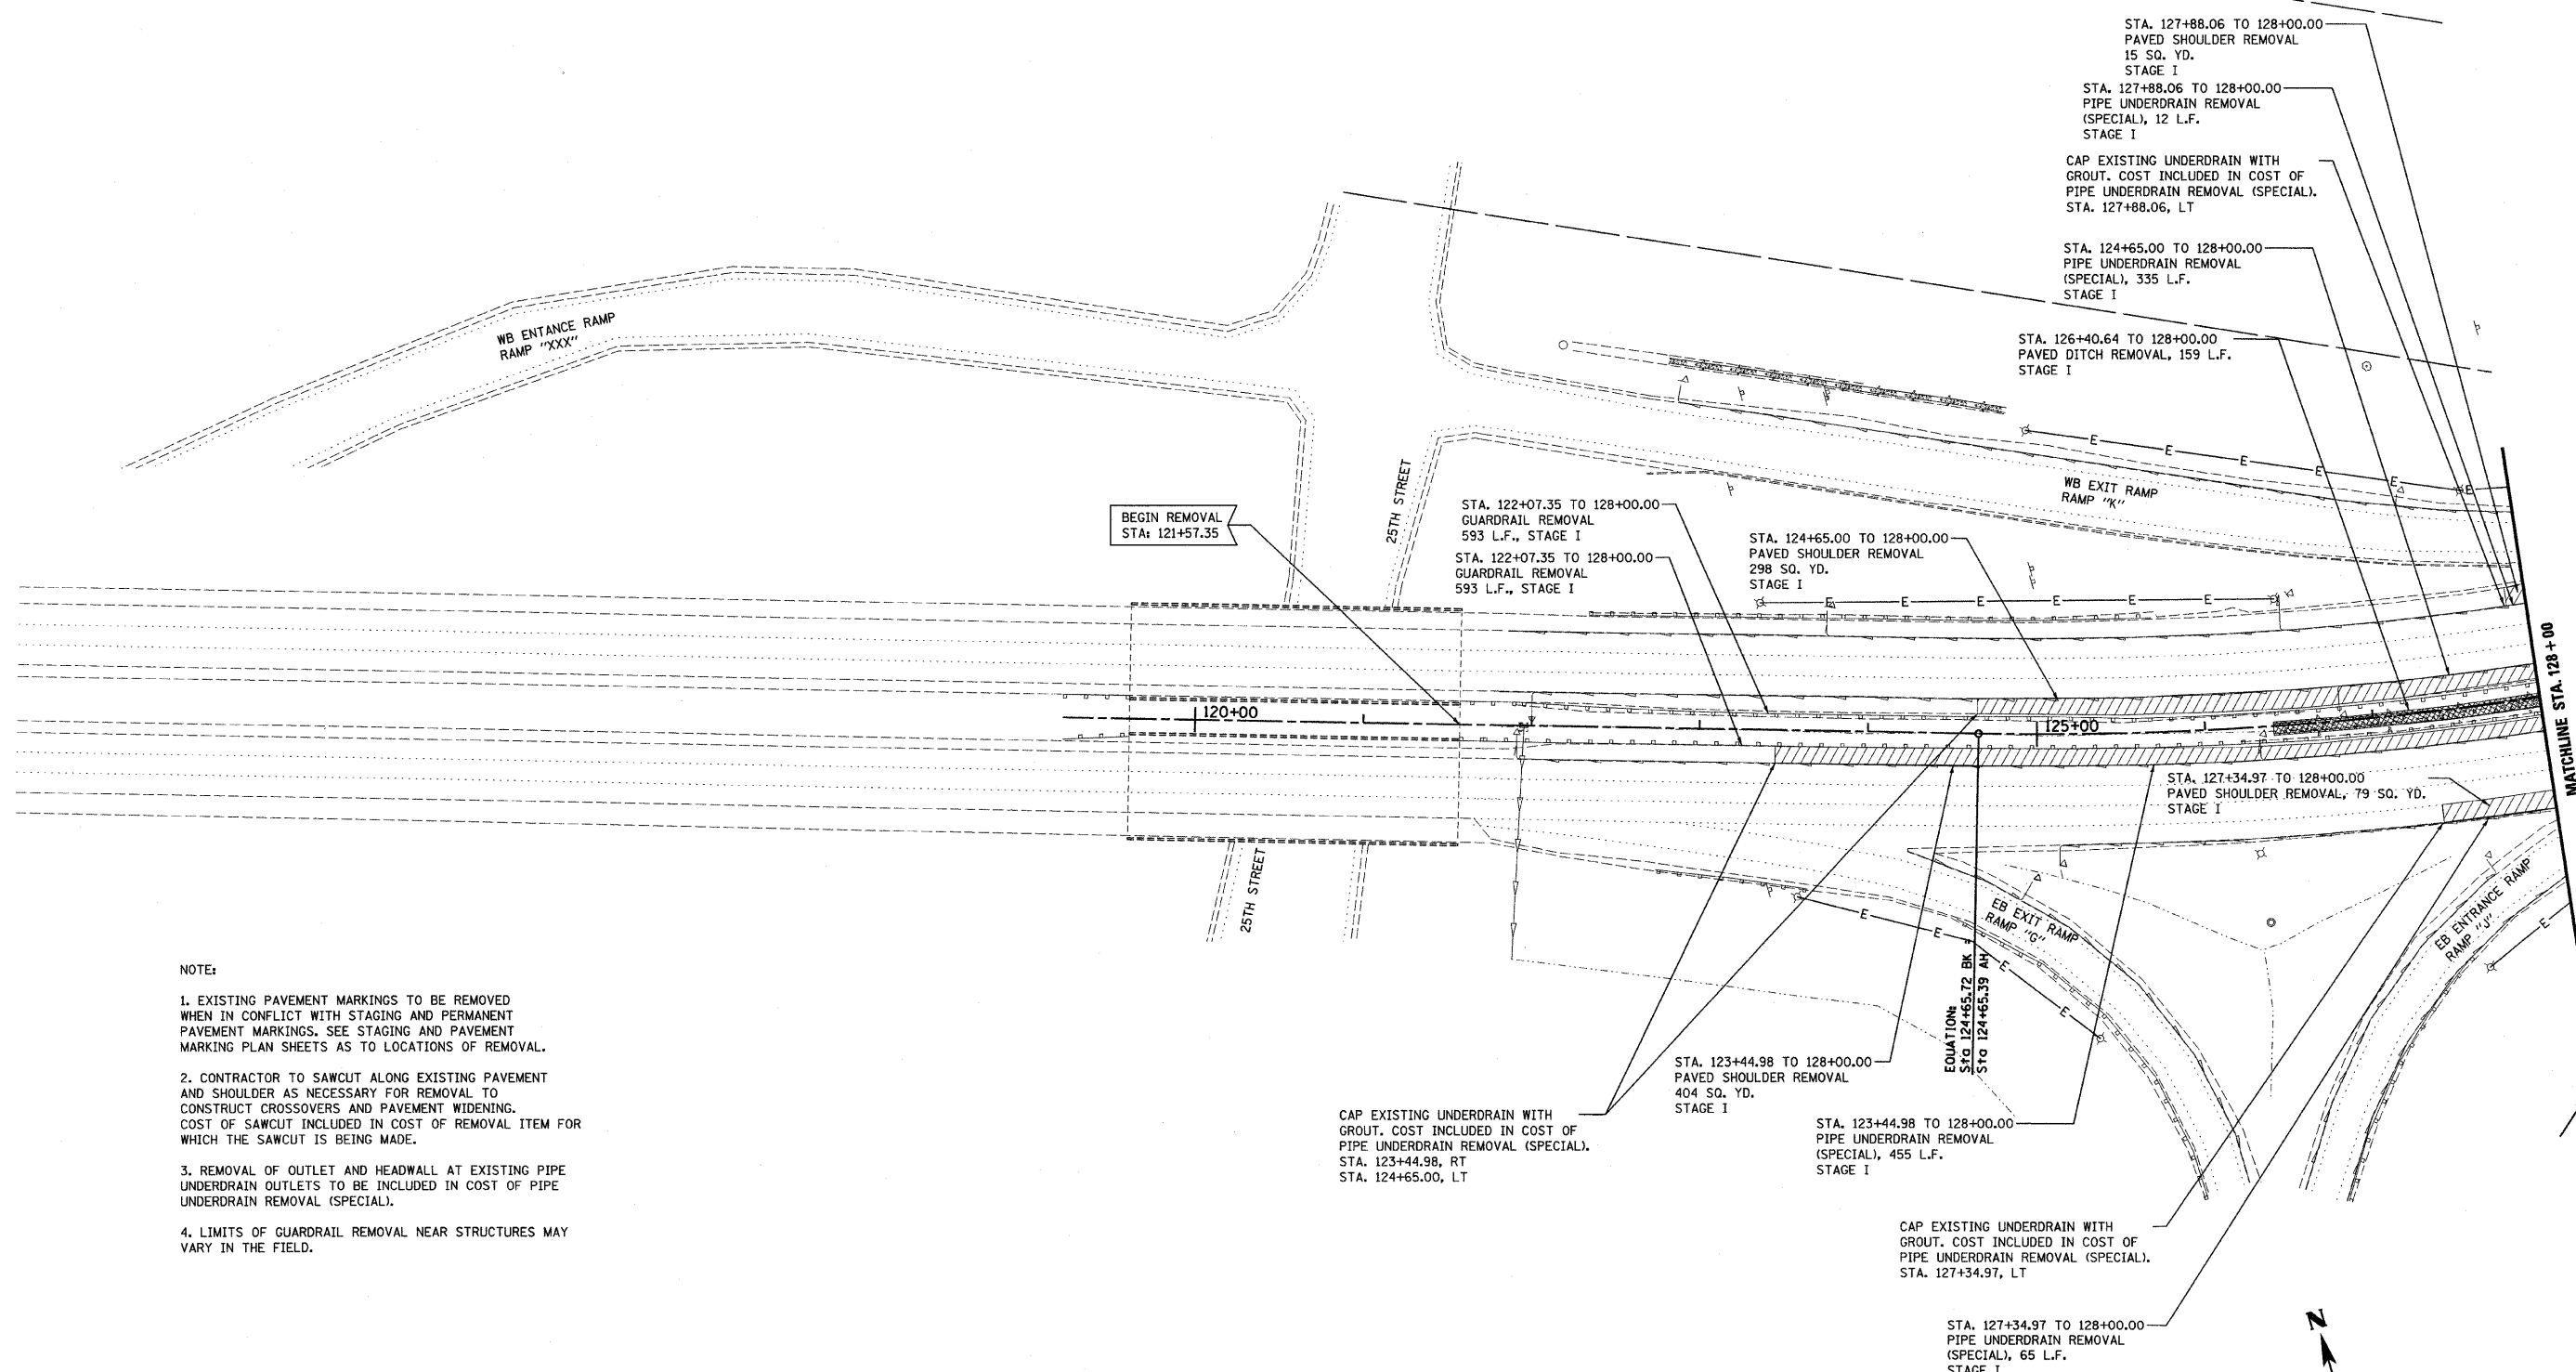 STA. 127+88.06 TO 128+00.00
PAVED SHOULDER REMOVAL
15 SQ. YD.
STAGE I
STA. 127+88.06 TO 128+00.00
PIPE UNDERDRAIN REMOVAL
(SPECIAL), 12 L.F.
STAGE I
CAP EXISTING UNDERDRAIN WITH
GROUT. COST INCLUDED IN COST OF
PIPE UNDERDRAIN REMOVAL (SPECIAL).
STA. 127+88.06, LT
STA. 124+65.00 TO 128+00.00
PIPE UNDERDRAIN REMOVAL
(SPECIAL), 335 L.F.
STAGE I
STA. 126+40.64 TO 128+00.00
PAVED DITCH REMOVAL, 159 L.F.
STAGE I
WB ENTANCE RAMP
RAMP "XXX"
E
E
E
E
E
E
WB EXIT RAMP
RAMP "K"
25TH STREET
BEGIN REMOVAL
STA: 121+57.35
STA. 122+07.35 TO 128+00.00
GUARDRAIL REMOVAL
593 L.F., STAGE I
STA. 122+07.35 TO 128+00.00
GUARDRAIL REMOVAL
593 L.F., STAGE I
STA. 124+65.00 TO 128+00.00
PAVED SHOULDER REMOVAL
298 SQ. YD.
STAGE I
E
E
E
E
E
E
120+00
125+00
MATCHLINE STA. 128+00
STA. 127+34.97 TO 128+00.00
PAVED SHOULDER REMOVAL, 79 SQ. YD.
STAGE I
25TH STREET
E
E
E
E
EB EXIT RAMP
RAMP "G"
EB ENTRANCE RAMP
RAMP "J"
E
EQUATION:
Sta 124+65.72 BK
Sta 124+65.39 AH
NOTE:
1. EXISTING PAVEMENT MARKINGS TO BE REMOVED
WHEN IN CONFLICT WITH STAGING AND PERMANENT
PAVEMENT MARKINGS. SEE STAGING AND PAVEMENT
MARKING PLAN SHEETS AS TO LOCATIONS OF REMOVAL.
2. CONTRACTOR TO SAWCUT ALONG EXISTING PAVEMENT
AND SHOULDER AS NECESSARY FOR REMOVAL TO
CONSTRUCT CROSSOVERS AND PAVEMENT WIDENING.
COST OF SAWCUT INCLUDED IN COST OF REMOVAL ITEM FOR
WHICH THE SAWCUT IS BEING MADE.
3. REMOVAL OF OUTLET AND HEADWALL AT EXISTING PIPE
UNDERDRAIN OUTLETS TO BE INCLUDED IN COST OF PIPE
UNDERDRAIN REMOVAL (SPECIAL).
4. LIMITS OF GUARDRAIL REMOVAL NEAR STRUCTURES MAY
VARY IN THE FIELD.
CAP EXISTING UNDERDRAIN WITH
GROUT. COST INCLUDED IN COST OF
PIPE UNDERDRAIN REMOVAL (SPECIAL).
STA. 123+44.98, RT
STA. 124+65.00, LT
STA. 123+44.98 TO 128+00.00
PAVED SHOULDER REMOVAL
404 SQ. YD.
STAGE I
STA. 123+44.98 TO 128+00.00
PIPE UNDERDRAIN REMOVAL
(SPECIAL), 455 L.F.
STAGE I
CAP EXISTING UNDERDRAIN WITH
GROUT. COST INCLUDED IN COST OF
PIPE UNDERDRAIN REMOVAL (SPECIAL).
STA. 127+34.97, LT
STA. 127+34.97 TO 128+00.00
PIPE UNDERDRAIN REMOVAL
(SPECIAL), 65 L.F.
STAGE I
N